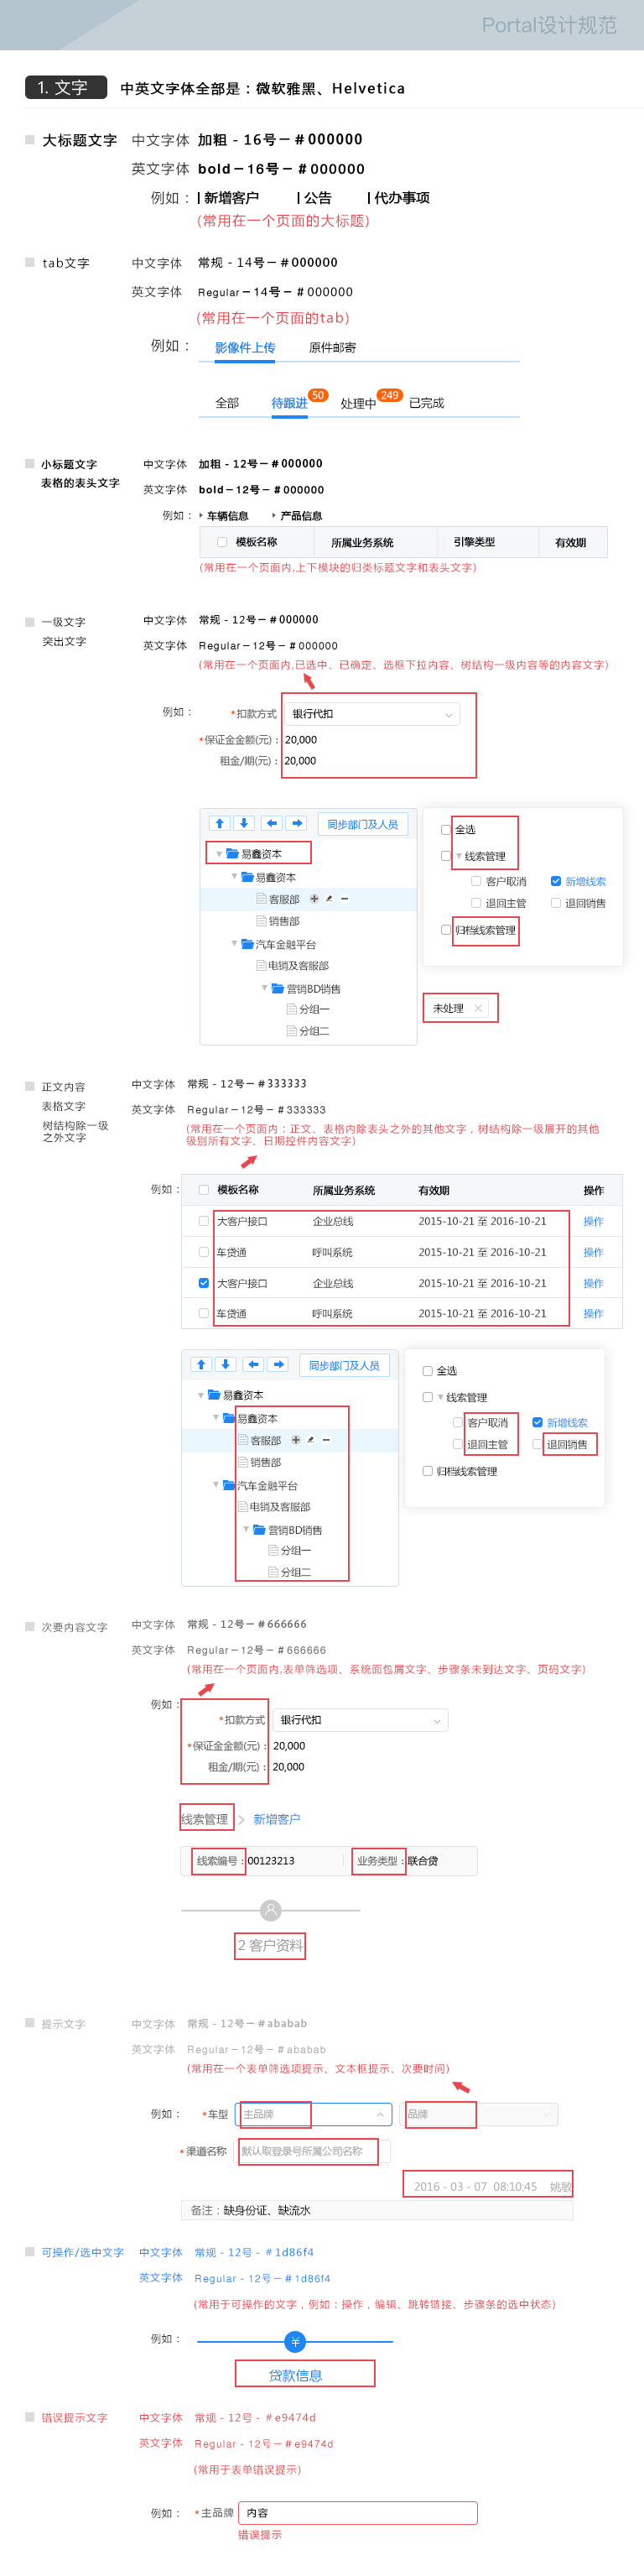 Portal设计规范
1. 文字 中英文字体全部是：微软雅黑、Helvetica
大标题文字 中文字体 加粗 - 16号－＃000000
英文字体 bold－16号－＃000000
例如： 新增客户 公告 代办事项
(常用在一个页面的大标题)
tab文字 中文字体 常规 - 14号－＃000000
英文字体 Regular－14号－＃000000
(常用在一个页面的tab)
例如： 影像件上传 原件邮寄
全部 待跟进 50 处理中 249 已完成
小标题文字 中文字体 加粗 - 12号－＃000000
表格的表头文字 英文字体 bold－12号－＃000000
例如： 车辆信息 产品信息
模板名称 所属业务系统 引擎类型 有效期
(常用在一个页面内,上下模块的归类标题文字和表头文字)
一级文字 中文字体 常规 - 12号－＃000000
突出文字 英文字体 Regular－12号－＃000000
(常用在一个页面内,已选中、已确定、选框下拉内容、树结构一级内容等的内容文字)
例如： *扣款方式 银行代扣
*保证金金额(元)： 20,000
租金/期(元)： 20,000
同步部门及人员
易鑫资本
易鑫资本
客服部
销售部
汽车金融平台
电销及客服部
营销BD销售
分组一
分组二
全选
线索管理
客户取消 新增线索
退回主管 退回销售
归档线索管理
未处理
正文内容 中文字体 常规 - 12号－＃333333
表格文字 英文字体 Regular－12号－＃333333
树结构除一级
之外文字
(常用在一个页面内：正文、表格内除表头之外的其他文字，树结构除一级展开的其他
级别所有文字、日期控件内容文字)
例如： 模板名称 所属业务系统 有效期 操作
大客户接口 企业总线 2015-10-21 至 2016-10-21 操作
车贷通 呼叫系统 2015-10-21 至 2016-10-21 操作
大客户接口 企业总线 2015-10-21 至 2016-10-21 操作
车贷通 呼叫系统 2015-10-21 至 2016-10-21 操作
同步部门及人员
易鑫资本
易鑫资本
客服部
销售部
汽车金融平台
电销及客服部
营销BD销售
分组一
分组二
全选
线索管理
客户取消 新增线索
退回主管 退回销售
归档线索管理
次要内容文字 中文字体 常规 - 12号－＃666666
英文字体 Regular－12号－＃666666
(常用在一个页面内,表单筛选项、系统面包屑文字、步骤条未到达文字、页码文字)
例如：
*扣款方式 银行代扣
*保证金金额(元)： 20,000
租金/期(元)： 20,000
线索管理 新增客户
线索编号：00123213 业务类型：联合贷
2 客户资料
提示文字 中文字体 常规 - 12号－＃ababab
英文字体 Regular－12号－＃ababab
(常用在一个表单筛选项提示、文本框提示、次要时间)
例如： *车型 主品牌 品牌
*渠道名称 默认取登录号所属公司名称
2016 - 03 - 07 08:10:45 姚敏
备注：缺身份证、缺流水
可操作/选中文字 中文字体 常规 - 12号 - ＃1d86f4
英文字体 Regular - 12号－＃1d86f4
(常用于可操作的文字，例如：操作，编辑、跳转链接、步骤条的选中状态)
例如： ¥
贷款信息
错误提示文字 中文字体 常规 - 12号 - ＃e9474d
英文字体 Regular - 12号－＃e9474d
(常用于表单错误提示)
例如： *主品牌 内容
错误提示